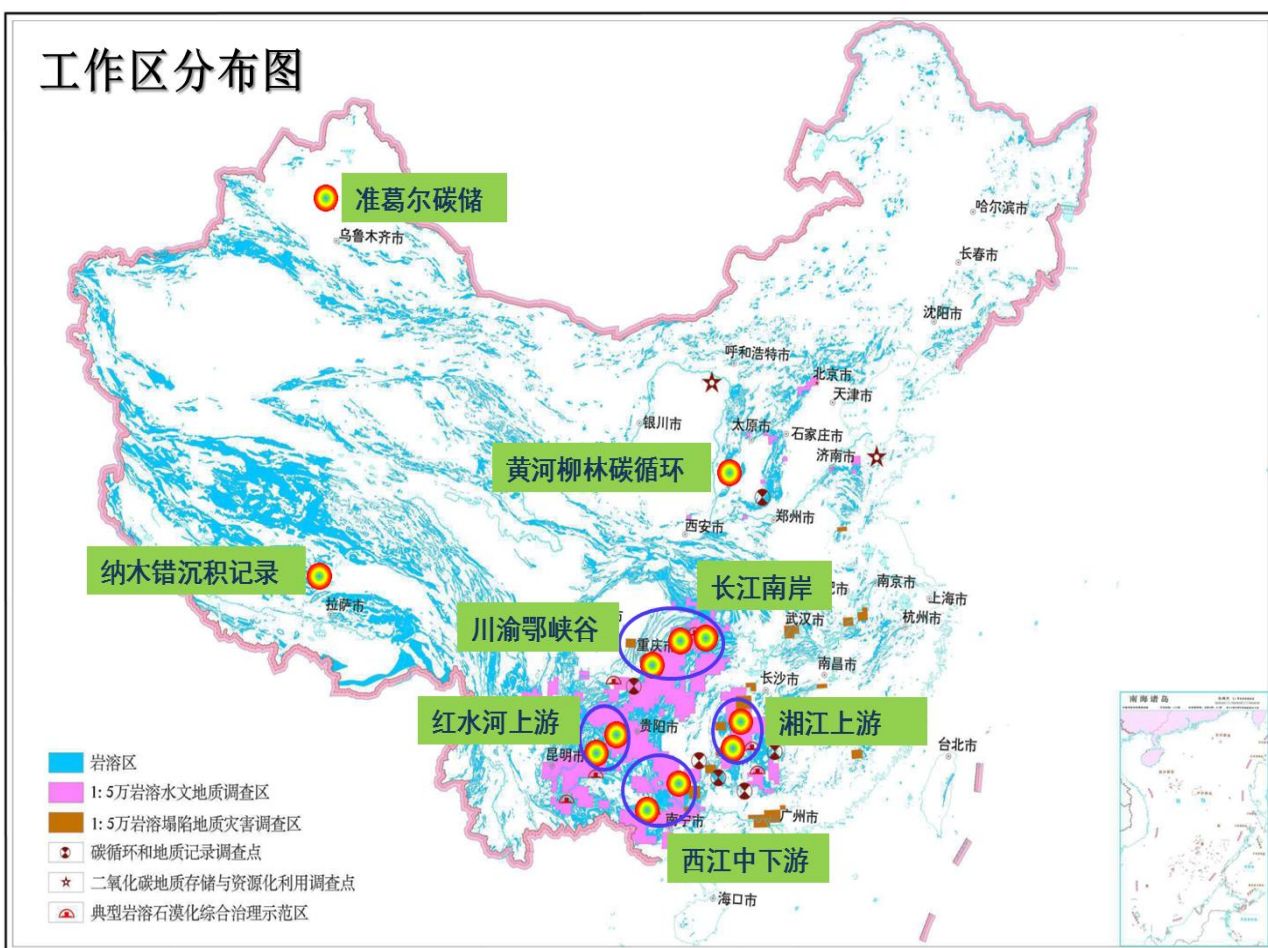 工作区分布图
准葛尔碳储
乌鲁木齐市
哈尔滨市
长春市
沈阳市
呼和浩特市
北京市
天津市
银川市
太原市
石家庄市
济南市
黄河柳林碳循环
西安市
郑州市
纳木错沉积记录
拉萨市
长江南岸
南京市
上海市
武汉市
杭州市
川渝鄂峡谷
重庆市
南昌市
长沙市
红水河上游
贵阳市
湘江上游
昆明市
台北市
南宁市
广州市
西江中下游
海口市
南海诸岛
岩溶区
1: 5万岩溶水文地质调查区
1: 5万岩溶塌陷地质灾害调查区
碳循环和地质记录调查点
二氧化碳地质存储与资源化利用调查点
典型岩溶石漠化综合治理示范区